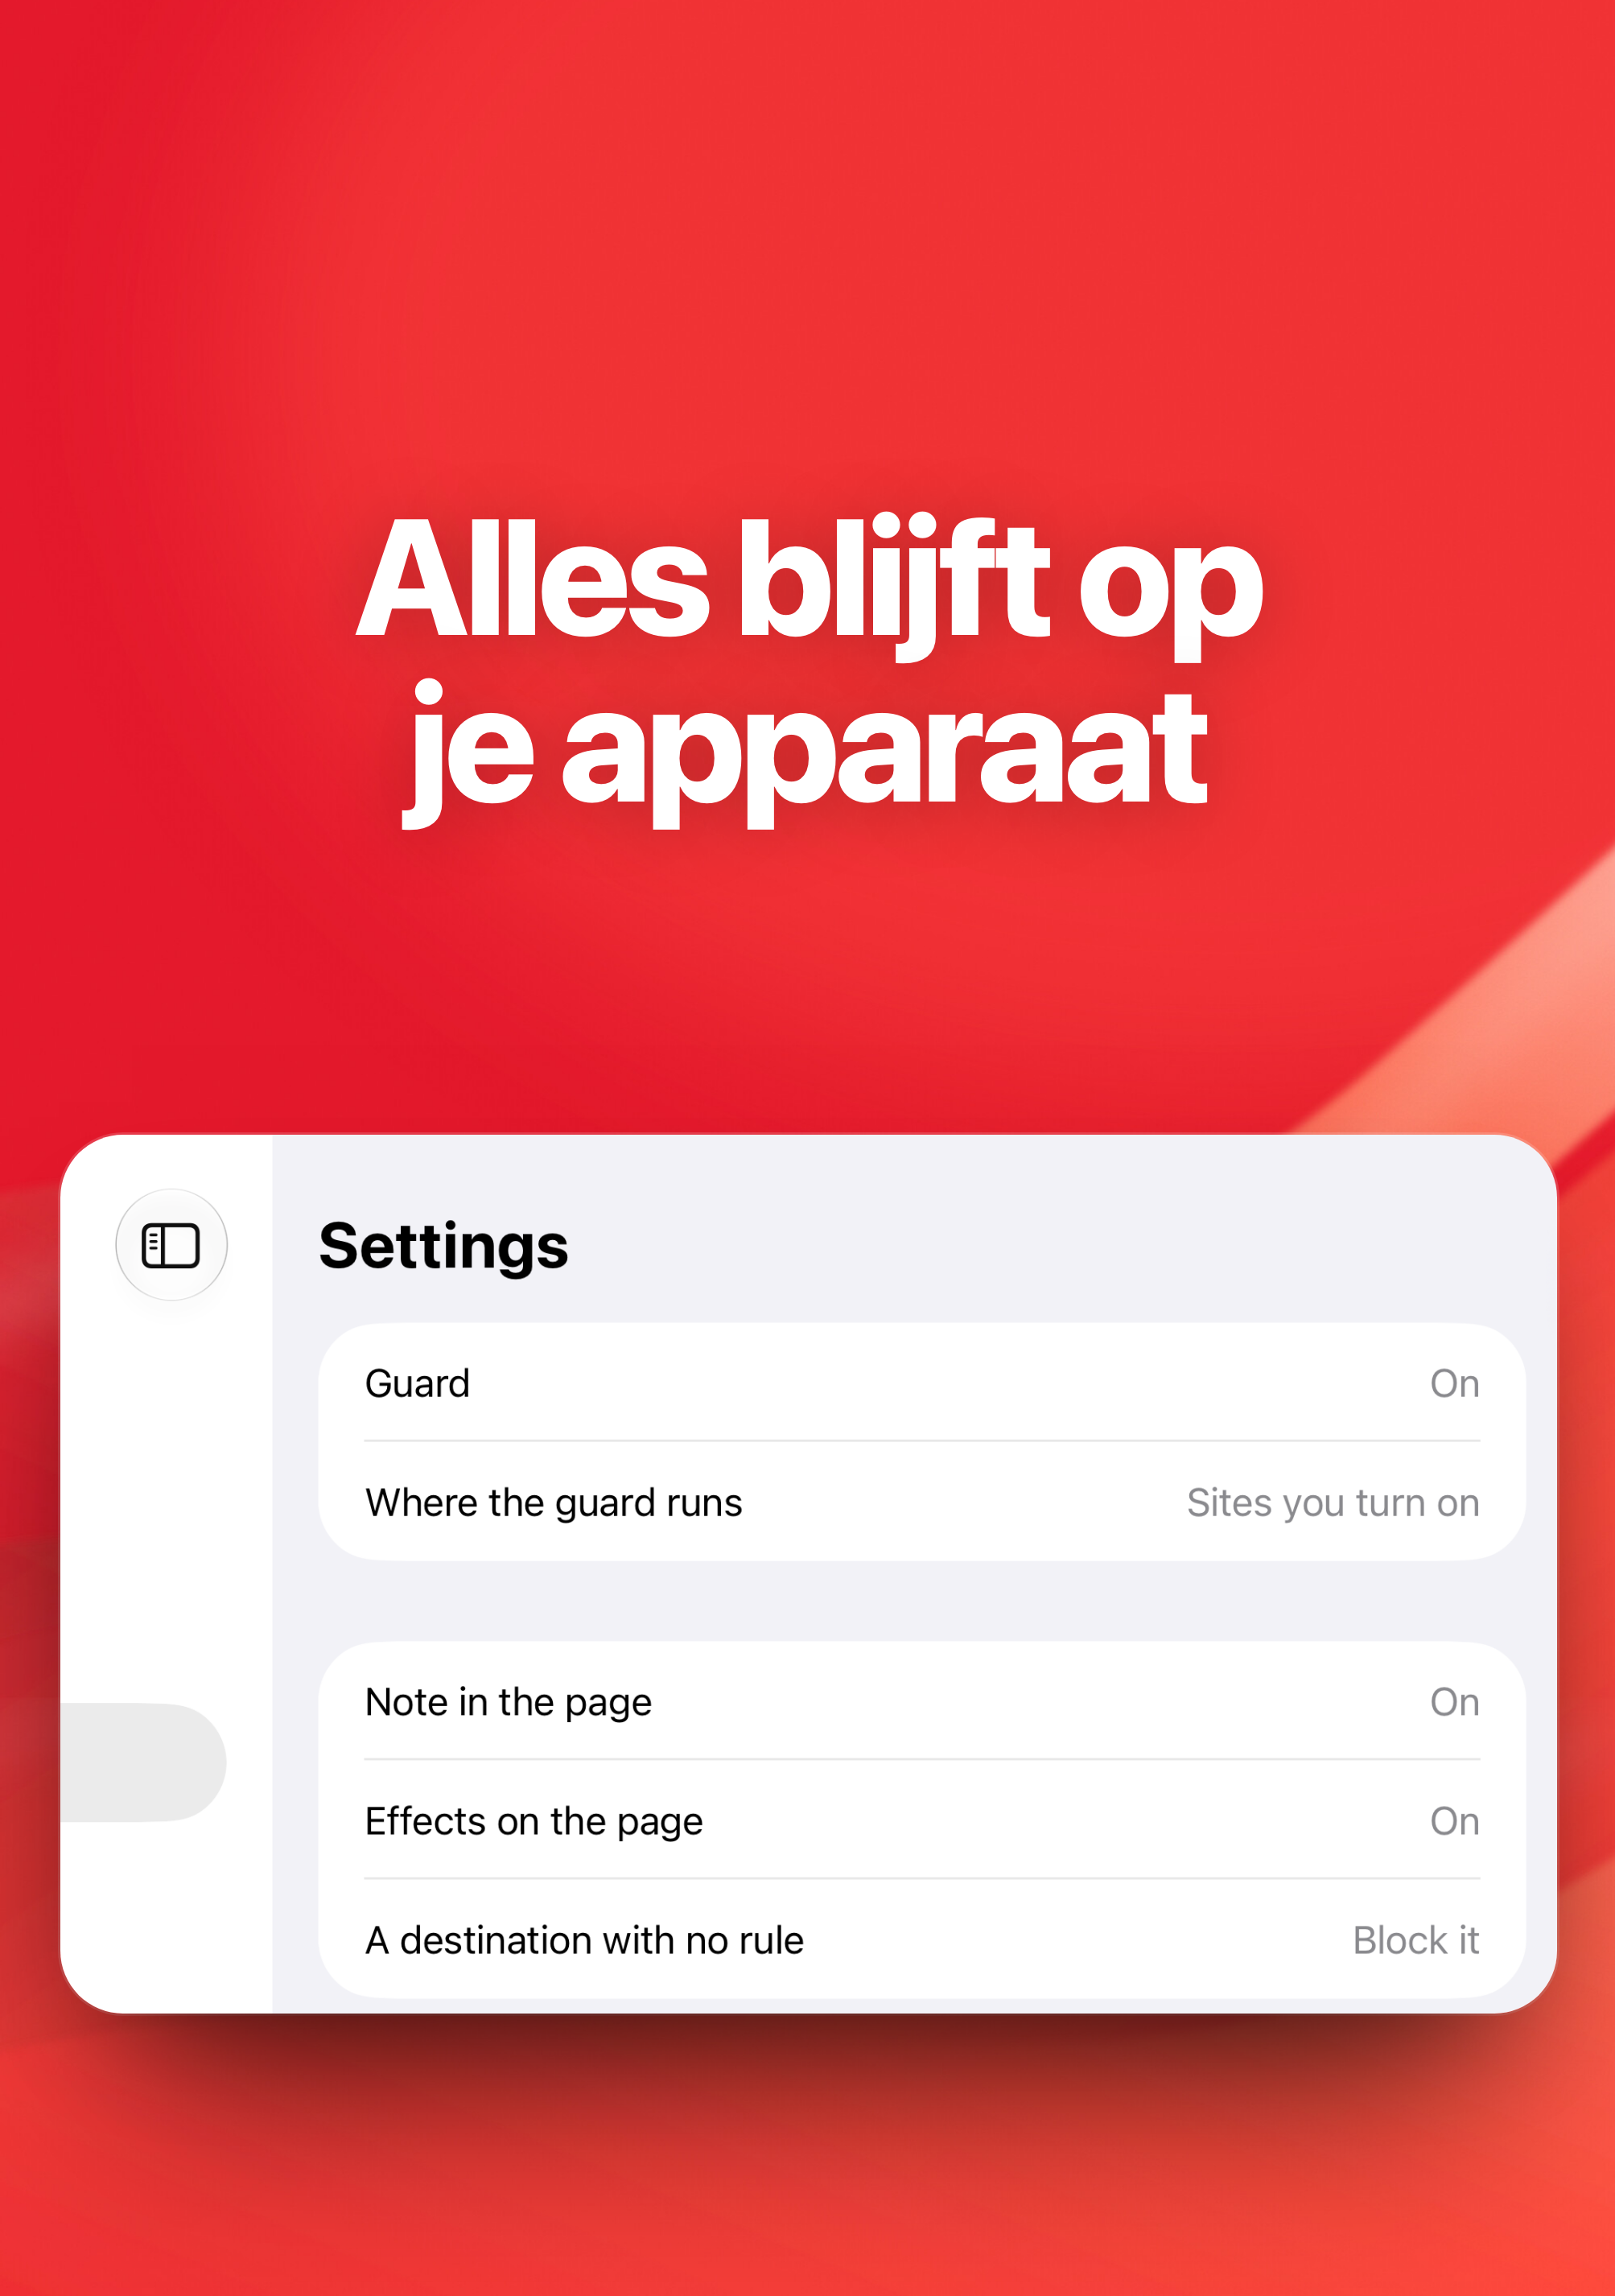 Alles blijft op
je apparaat
Settings
Guard On
Where the guard runs Sites you turn on
Note in the page On
Effects on the page On
A destination with no rule Block it